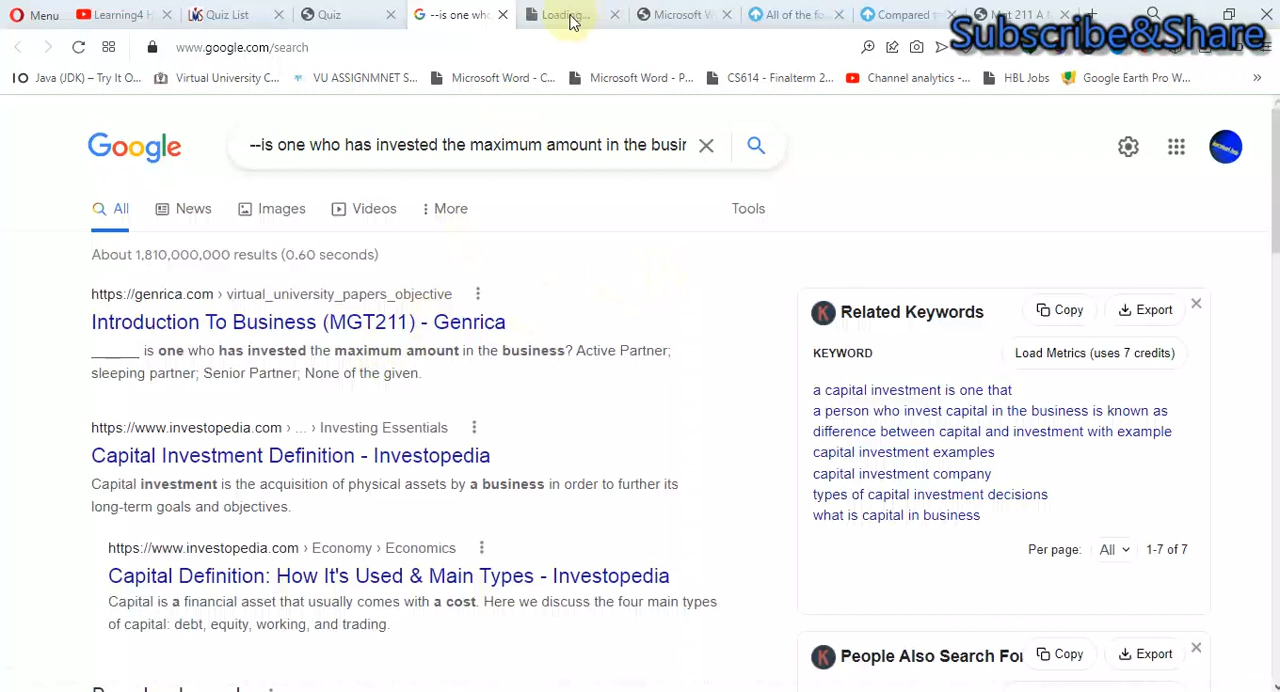 Menu
Learning4 H
Quiz List
Quiz
--is one who
Loading...
Microsoft W
All of the fo
Compared t
Mgt 211 A M
Subscribe&Share
www.google.com/search
Java (JDK) – Try It O...
Virtual University C...
VU ASSIGNMNET S...
Microsoft Word - C...
Microsoft Word - P...
CS614 - Finalterm 2...
Channel analytics -...
HBL Jobs
Google Earth Pro W...
Google
--is one who has invested the maximum amount in the busir
All
News
Images
Videos
More
Tools
About 1,810,000,000 results (0.60 seconds)
https://genrica.com › virtual_university_papers_objective
Introduction To Business (MGT211) - Genrica
______ is one who has invested the maximum amount in the business? Active Partner;
sleeping partner; Senior Partner; None of the given.
https://www.investopedia.com › ... › Investing Essentials
Capital Investment Definition - Investopedia
Capital investment is the acquisition of physical assets by a business in order to further its
long-term goals and objectives.
https://www.investopedia.com › Economy › Economics
Capital Definition: How It's Used & Main Types - Investopedia
Capital is a financial asset that usually comes with a cost. Here we discuss the four main types
of capital: debt, equity, working, and trading.
Related Keywords
Copy
Export
KEYWORD
Load Metrics (uses 7 credits)
a capital investment is one that
a person who invest capital in the business is known as
difference between capital and investment with example
capital investment examples
capital investment company
types of capital investment decisions
what is capital in business
Per page: All 1-7 of 7
People Also Search For
Copy
Export